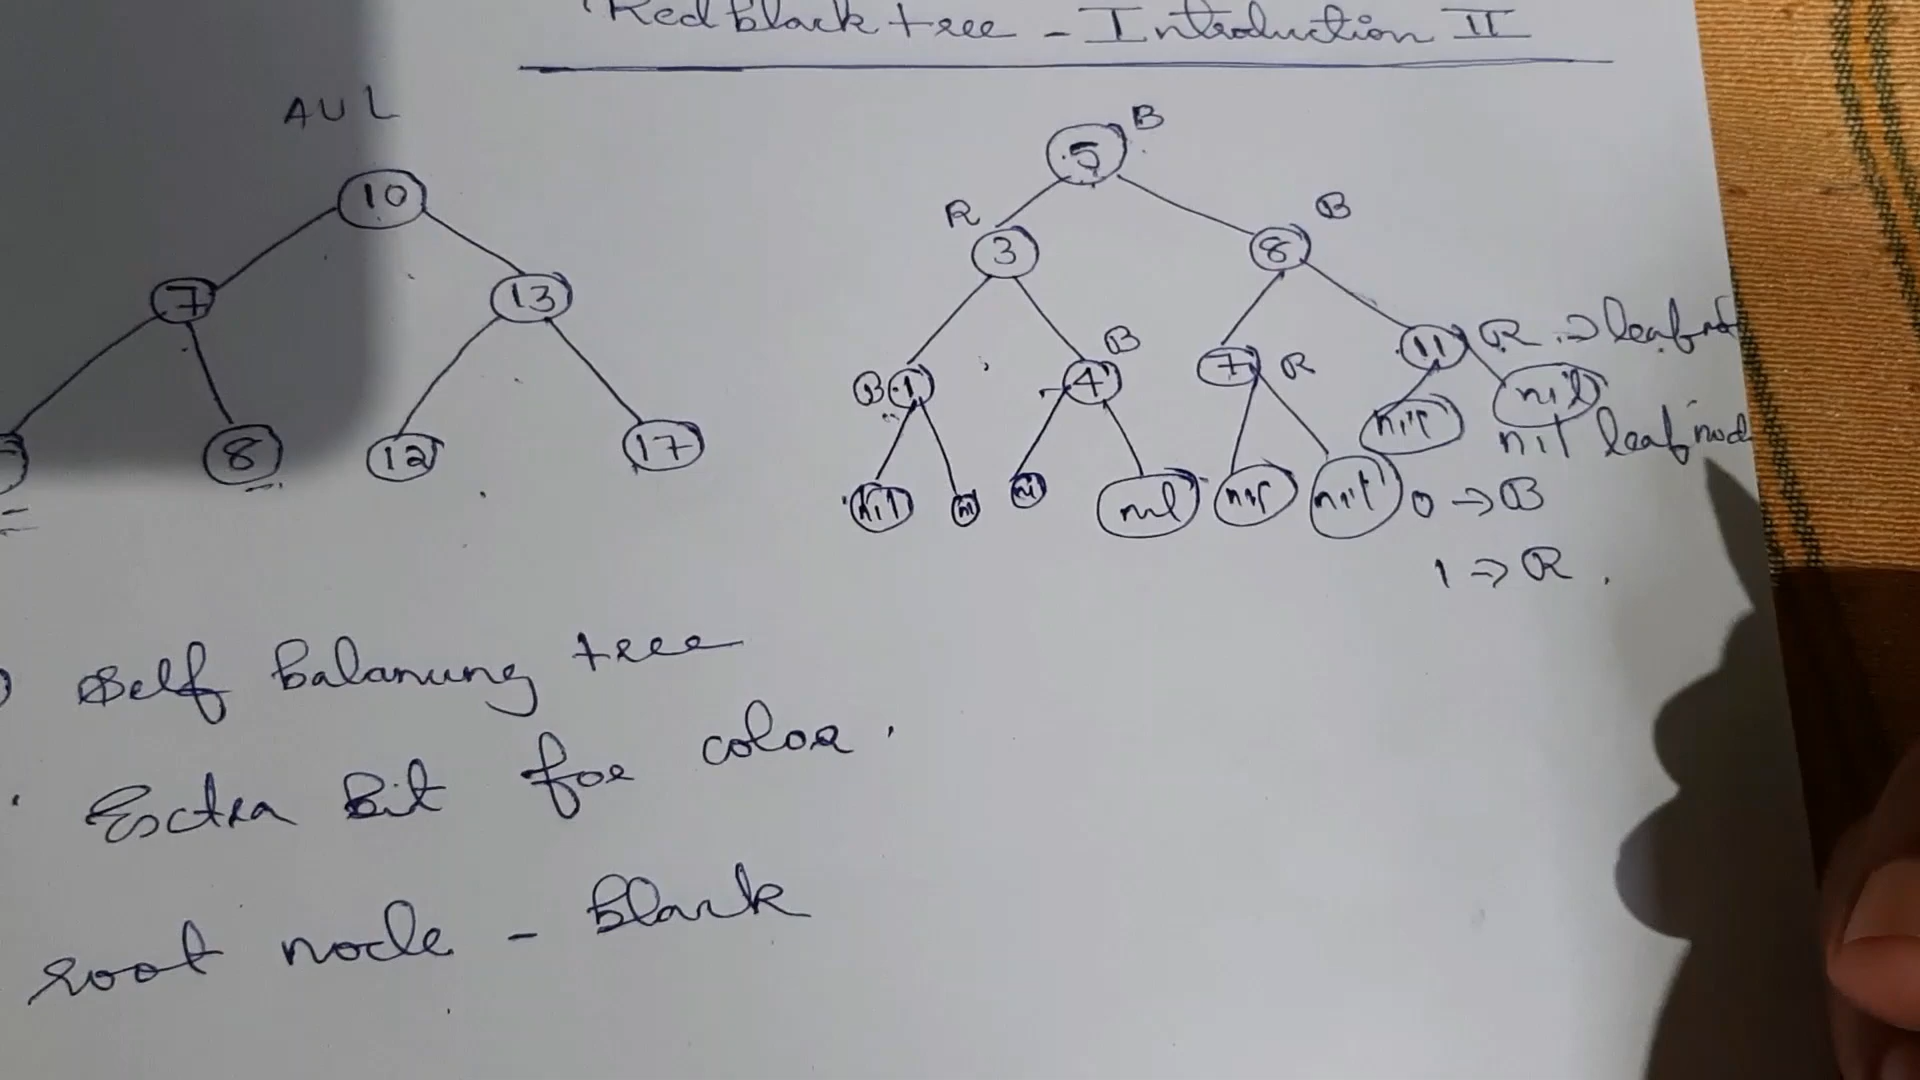 Red Black tree - Introduction II
AVL
10
7
13
8
12
17
5 B
R
3
8 B
B 1
4 B
7 R
11 R => leaf
nil
nil
nil leaf node
nil
nil
ni
nil
nil
nil
0 => B
1 => R.
Self Balancing tree
Extra Bit for color.
root node - Black